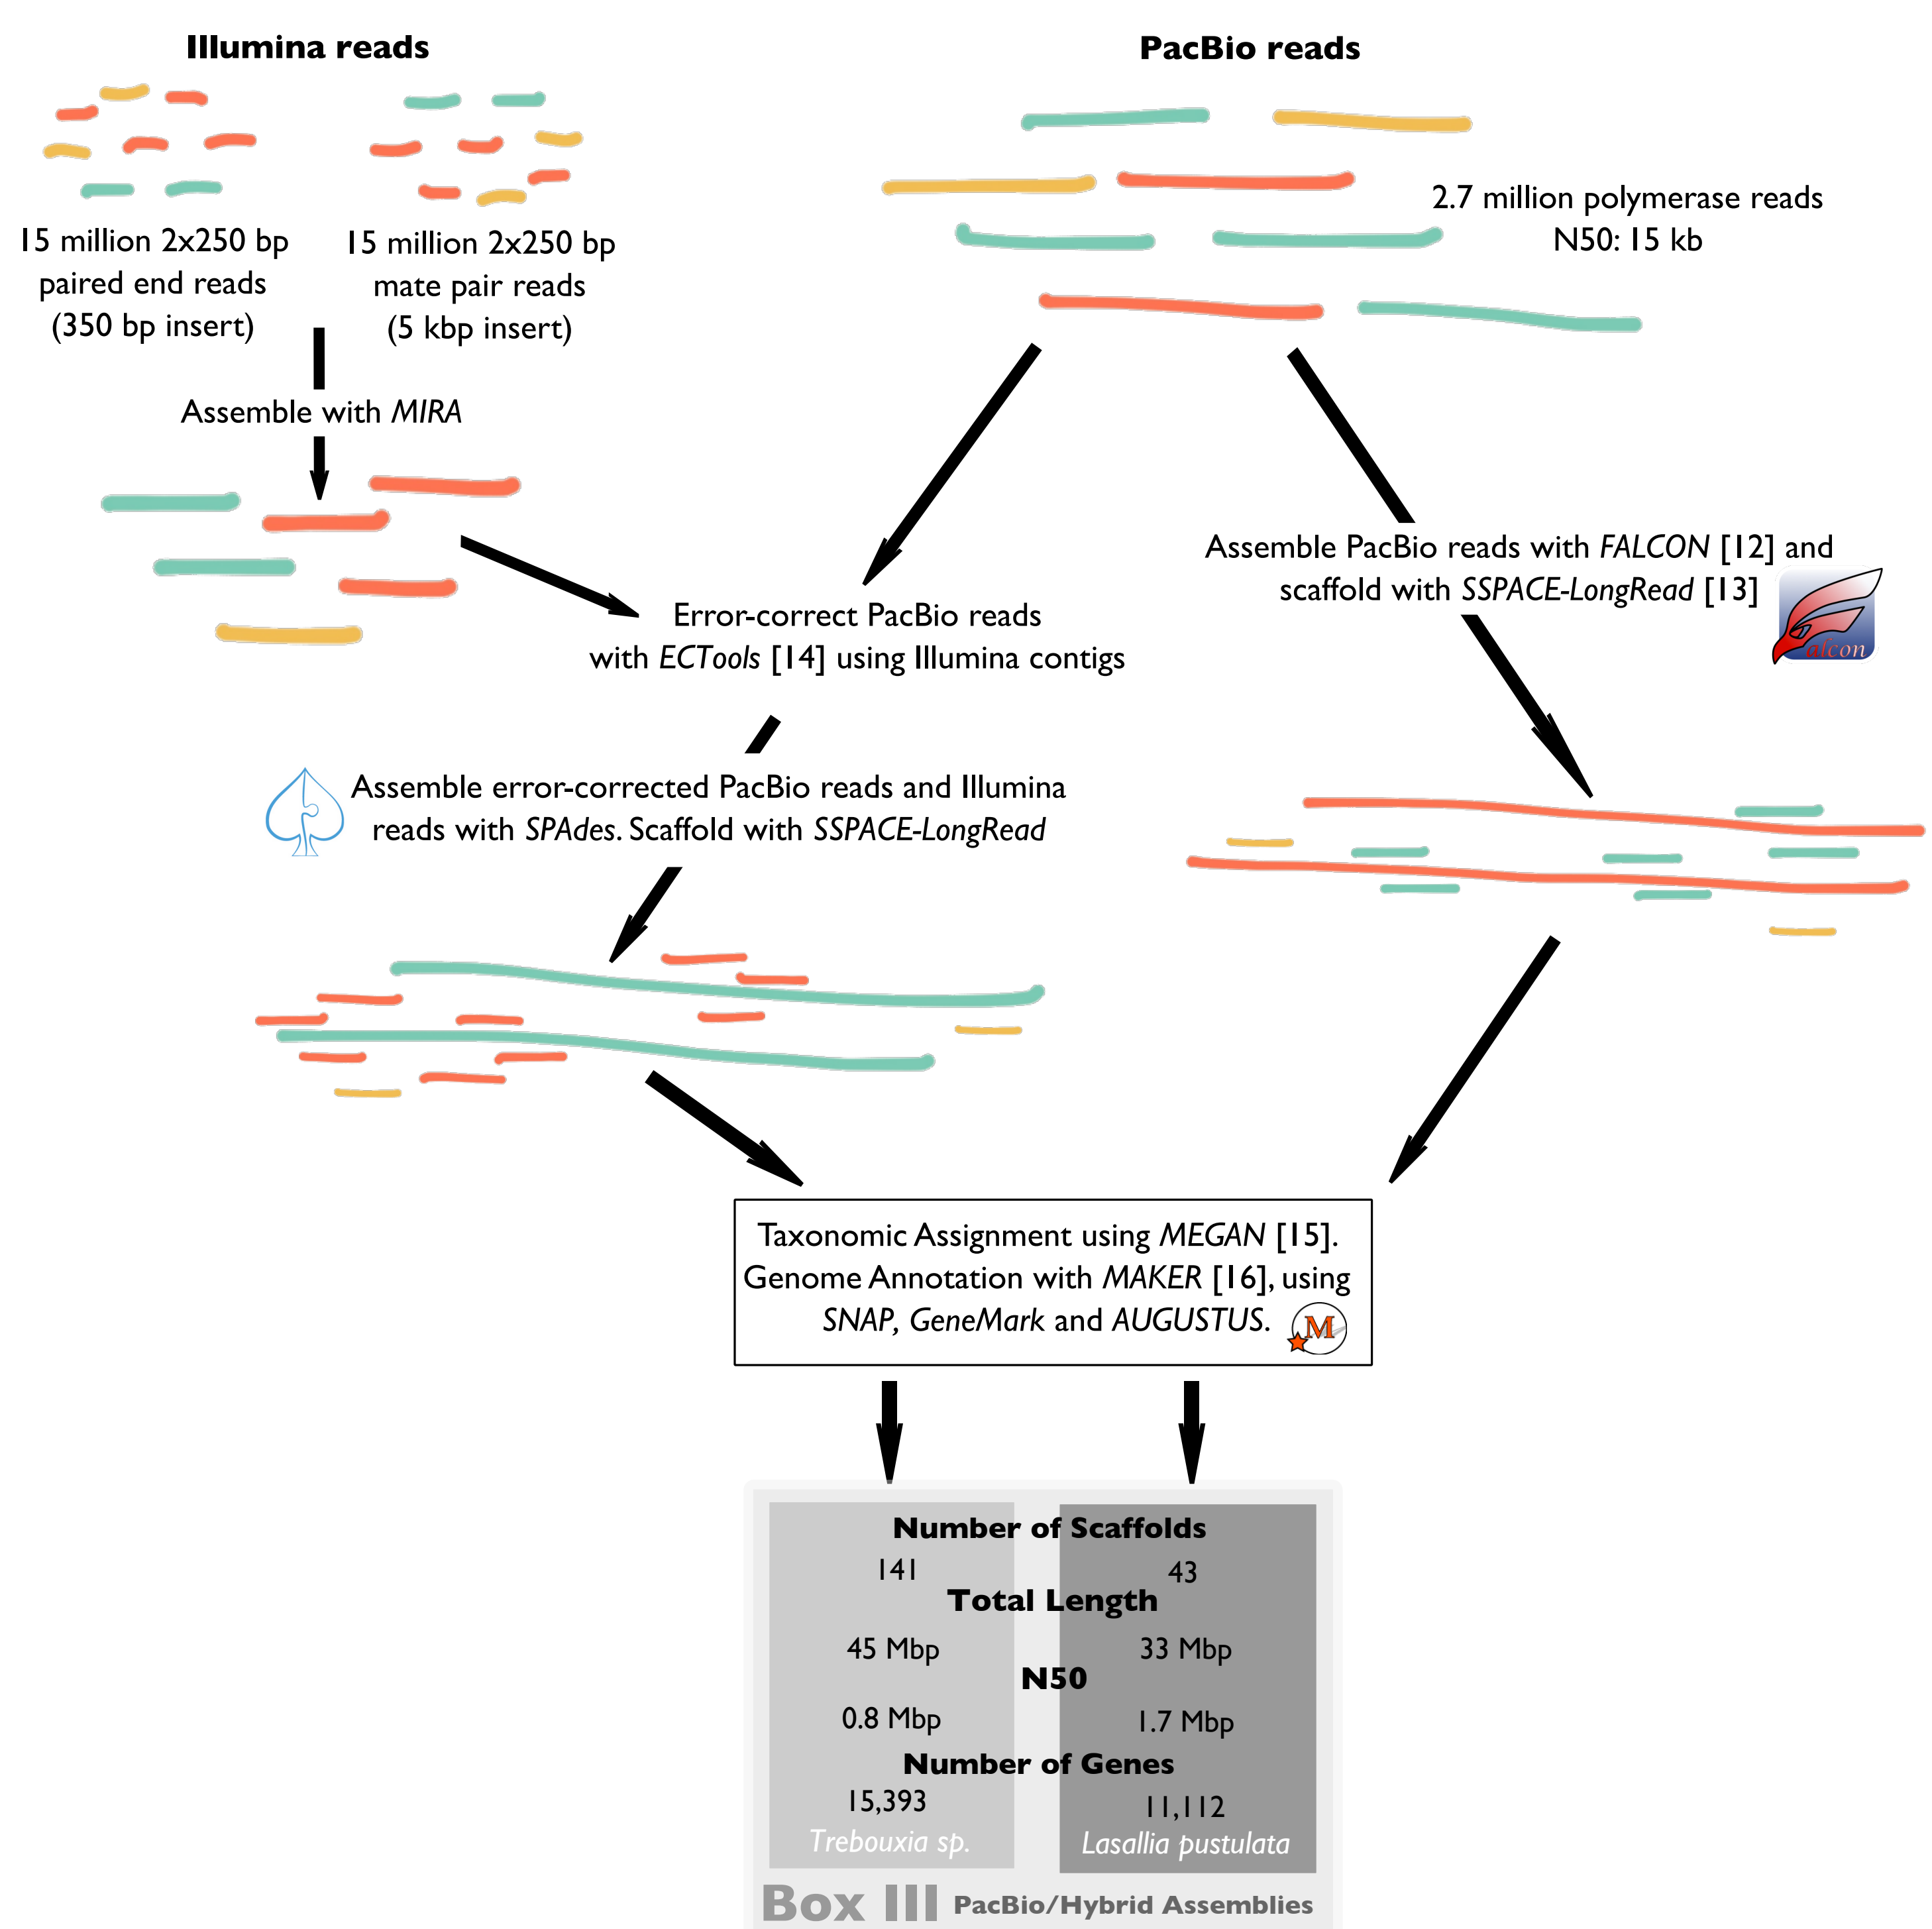 Illumina reads
PacBio reads
15 million 2x250 bp
paired end reads
(350 bp insert)
15 million 2x250 bp
mate pair reads
(5 kbp insert)
2.7 million polymerase reads
N50: 15 kb
Assemble with MIRA
Assemble PacBio reads with FALCON [12] and
scaffold with SSPACE-LongRead [13]
alcon
Error-correct PacBio reads
with ECTools [14] using Illumina contigs
Assemble error-corrected PacBio reads and Illumina
reads with SPAdes. Scaffold with SSPACE-LongRead
Taxonomic Assignment using MEGAN [15].
Genome Annotation with MAKER [16], using
SNAP, GeneMark and AUGUSTUS.
M
Number of Scaffolds
141 43
Total Length
45 Mbp 33 Mbp
N50
0.8 Mbp 1.7 Mbp
Number of Genes
15,393 11,112
Trebouxia sp. Lasallia pustulata
Box III PacBio/Hybrid Assemblies